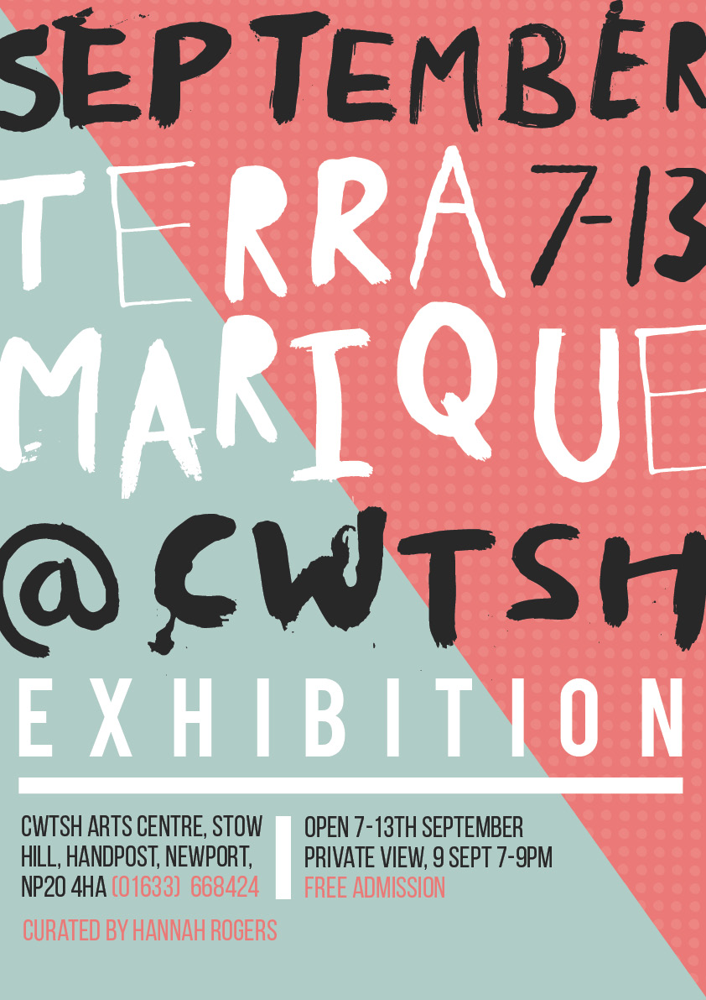 SEPTEMBER
TERRA 7-13
MARIQUE
@CWTSH
EXHIBITION
CWTSH ARTS CENTRE, STOW
HILL, HANDPOST, NEWPORT,
NP20 4HA (01633) 668424
CURATED BY HANNAH ROGERS
OPEN 7-13TH SEPTEMBER
PRIVATE VIEW, 9 SEPT 7-9PM
FREE ADMISSION